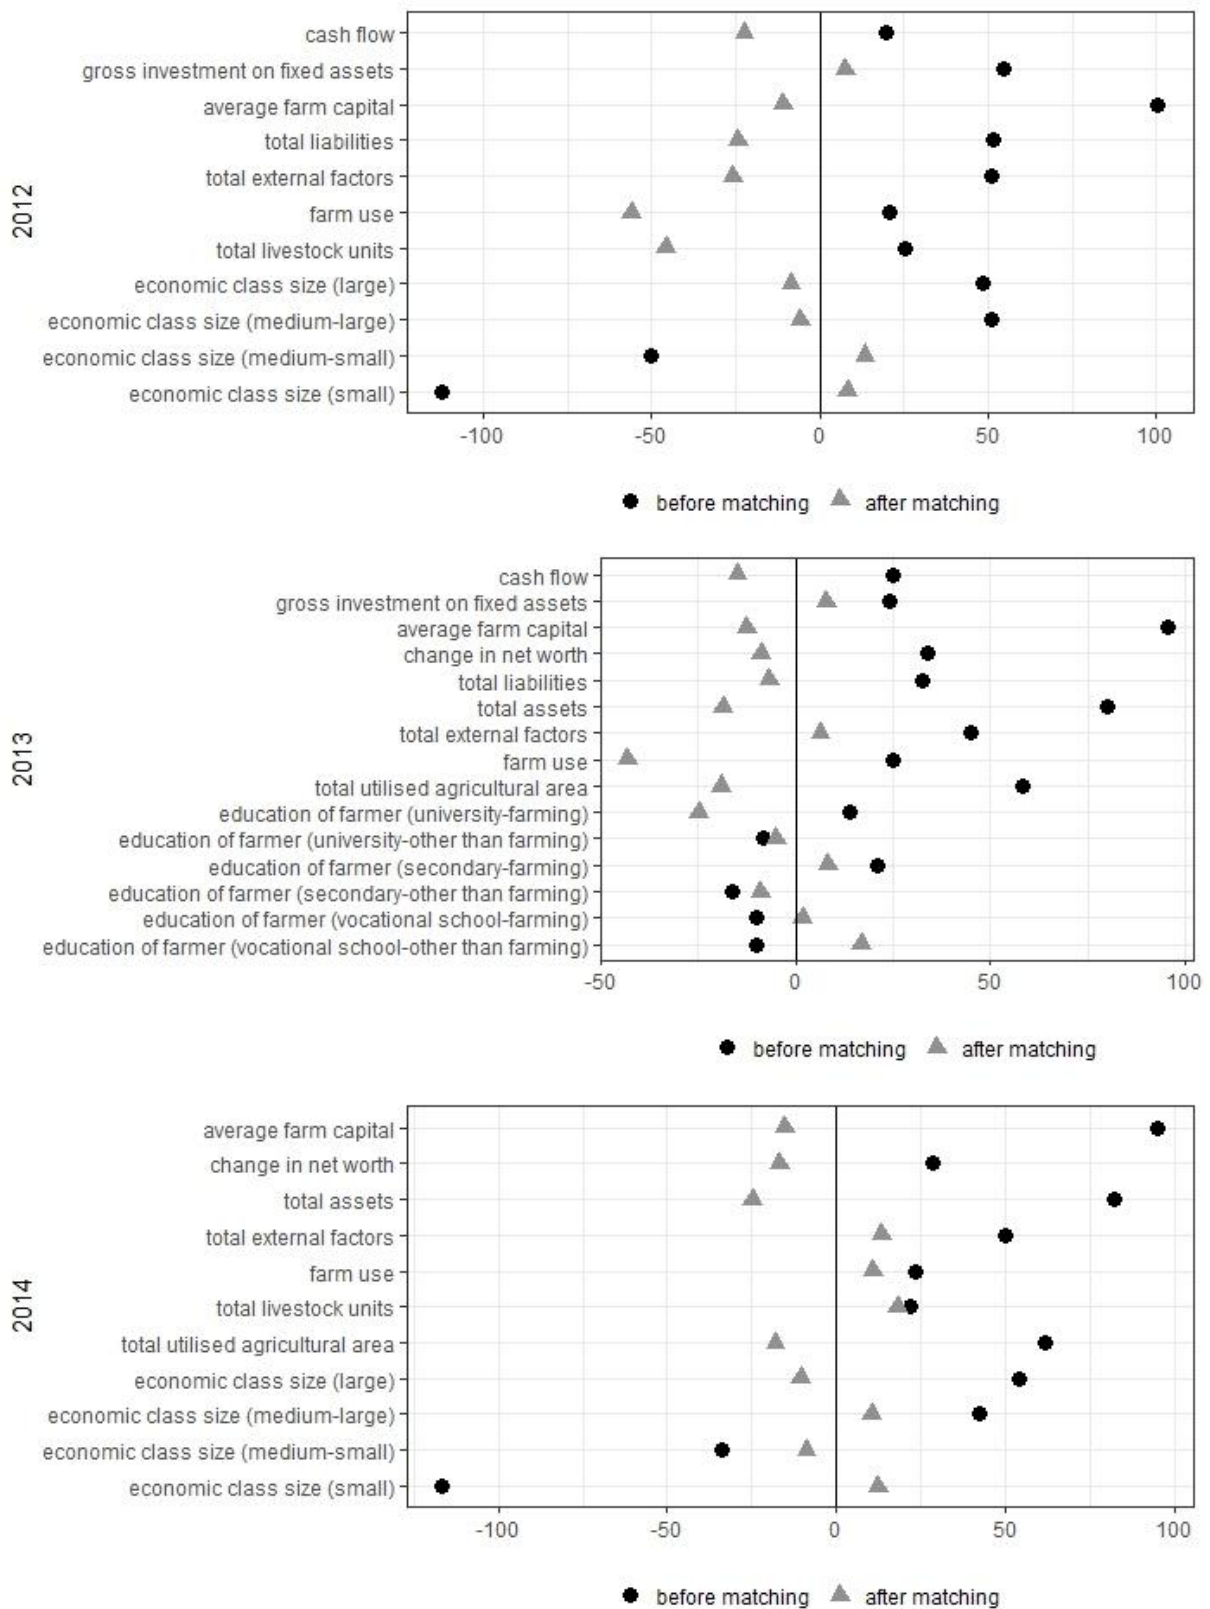 2012
cash flow
gross investment on fixed assets
average farm capital
total liabilities
total external factors
farm use
total livestock units
economic class size (large)
economic class size (medium-large)
economic class size (medium-small)
economic class size (small)
-100 -50 0 50 100
before matching after matching
2013
cash flow
gross investment on fixed assets
average farm capital
change in net worth
total liabilities
total assets
total external factors
farm use
total utilised agricultural area
education of farmer (university-farming)
education of farmer (university-other than farming)
education of farmer (secondary-farming)
education of farmer (secondary-other than farming)
education of farmer (vocational school-farming)
education of farmer (vocational school-other than farming)
-50 0 50 100
before matching after matching
2014
average farm capital
change in net worth
total assets
total external factors
farm use
total livestock units
total utilised agricultural area
economic class size (large)
economic class size (medium-large)
economic class size (medium-small)
economic class size (small)
-100 -50 0 50 100
before matching after matching